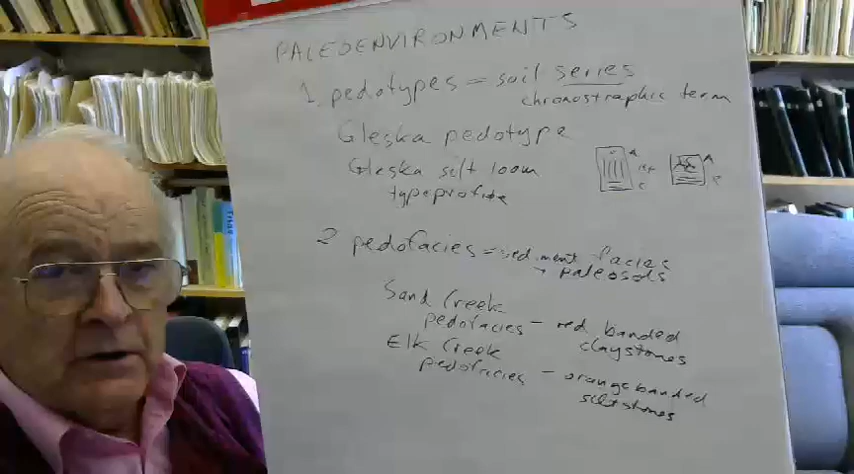 PALEOENVIRONMENTS
1 pedotypes = soil series
chronostraphic term
Gleska pedotype
Gleska silt loam
typeprofile
A
C
A
C
2 pedofacies = sediment facies
+ paleosols
Sand Creek
pedofacies - red banded
claystones
Elk Creek
pedofacies - orange banded
siltstones